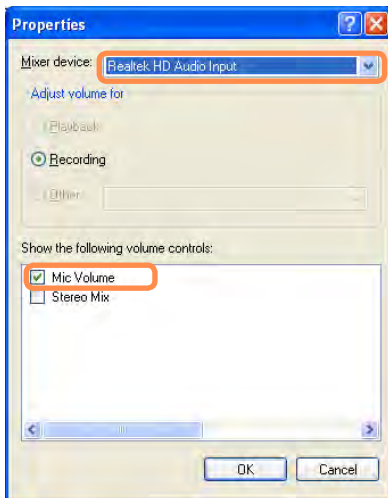 Properties
Mixer device: Realtek HD Audio Input
Adjust volume for
Playback
Recording
Other
Show the following volume controls:
Mic Volume
Stereo Mix
OK Cancel